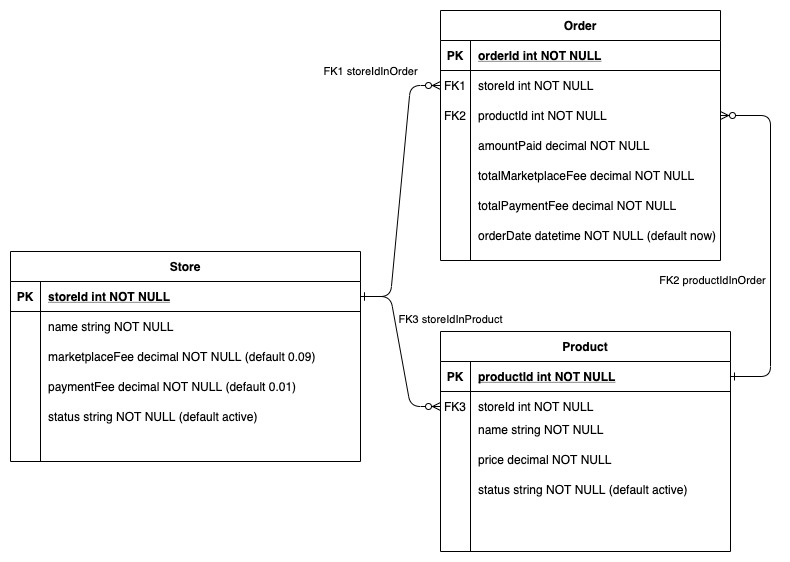 Order
PK orderId int NOT NULL
FK1 storeIdInOrder
FK1 storeId int NOT NULL
FK2 productId int NOT NULL
amountPaid decimal NOT NULL
totalMarketplaceFee decimal NOT NULL
totalPaymentFee decimal NOT NULL
orderDate datetime NOT NULL (default now)
FK2 productIdInOrder
Store
PK storeId int NOT NULL
name string NOT NULL
marketplaceFee decimal NOT NULL (default 0.09)
paymentFee decimal NOT NULL (default 0.01)
status string NOT NULL (default active)
FK3 storeIdInProduct
Product
PK productId int NOT NULL
FK3 storeId int NOT NULL
name string NOT NULL
price decimal NOT NULL
status string NOT NULL (default active)